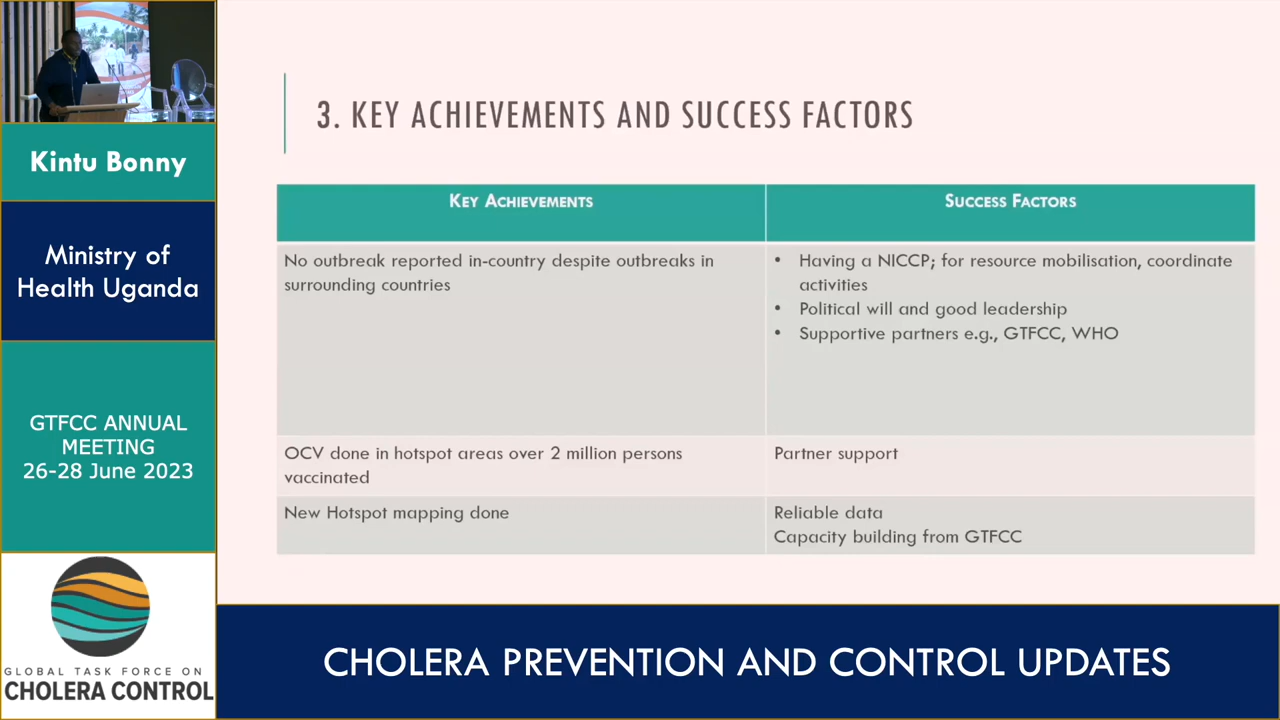 Kintu Bonny
Ministry of
Health Uganda
GTFCC ANNUAL
MEETING
26-28 June 2023
GLOBAL TASK FORCE ON
CHOLERA CONTROL
3. KEY ACHIEVEMENTS AND SUCCESS FACTORS
KEY ACHIEVEMENTS
SUCCESS FACTORS
No outbreak reported in-country despite outbreaks in
surrounding countries
• Having a NICCP; for resource mobilisation, coordinate
activities
• Political will and good leadership
• Supportive partners e.g., GTFCC, WHO
OCV done in hotspot areas over 2 million persons
vaccinated
Partner support
New Hotspot mapping done
Reliable data
Capacity building from GTFCC
CHOLERA PREVENTION AND CONTROL UPDATES